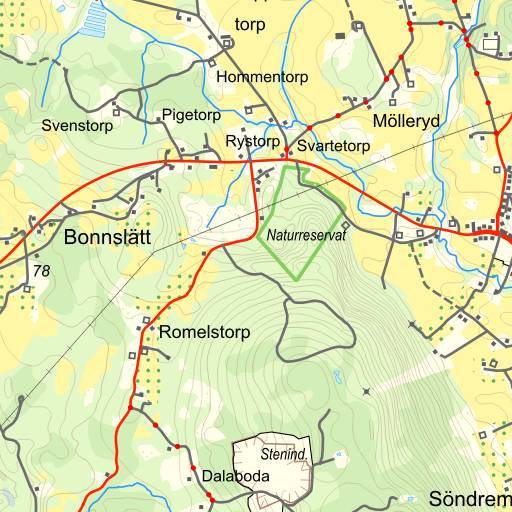 torp
Hommentorp
Svenstorp
Pigetorp
Mölleryd
Rystorp
Svartetorp
Bonnslätt
Naturreservat
78
Romelstorp
Stenind.
Dalaboda
Söndrem